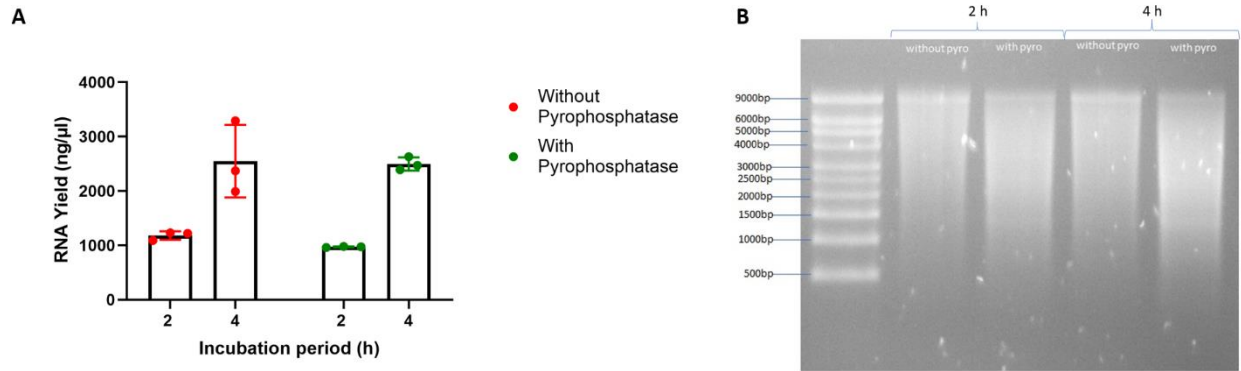 A
RNA Yield (ng/µl)
4000
3000
2000
1000
0
2
4
2
4
Incubation period (h)
Without
Pyrophosphatase
With
Pyrophosphatase
B
2 h
4 h
without pyro
with pyro
without pyro
with pyro
9000bp
6000bp
5000bp
4000bp
3000bp
2500bp
2000bp
1500bp
1000bp
500bp